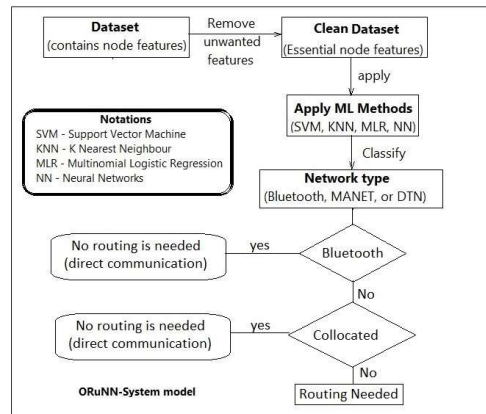 Dataset
(contains node features)
Remove
unwanted
features
Clean Dataset
(Essential node features)
apply
Apply ML Methods
(SVM, KNN, MLR, NN)
Classify
Notations
SVM - Support Vector Machine
KNN - K Nearest Neighbour
MLR - Multinomial Logistic Regression
NN - Neural Networks
Network type
(Bluetooth, MANET, or DTN)
No routing is needed
(direct communication)
yes
Bluetooth
No
No routing is needed
(direct communication)
yes
Collocated
No
ORuNN-System model
Routing Needed